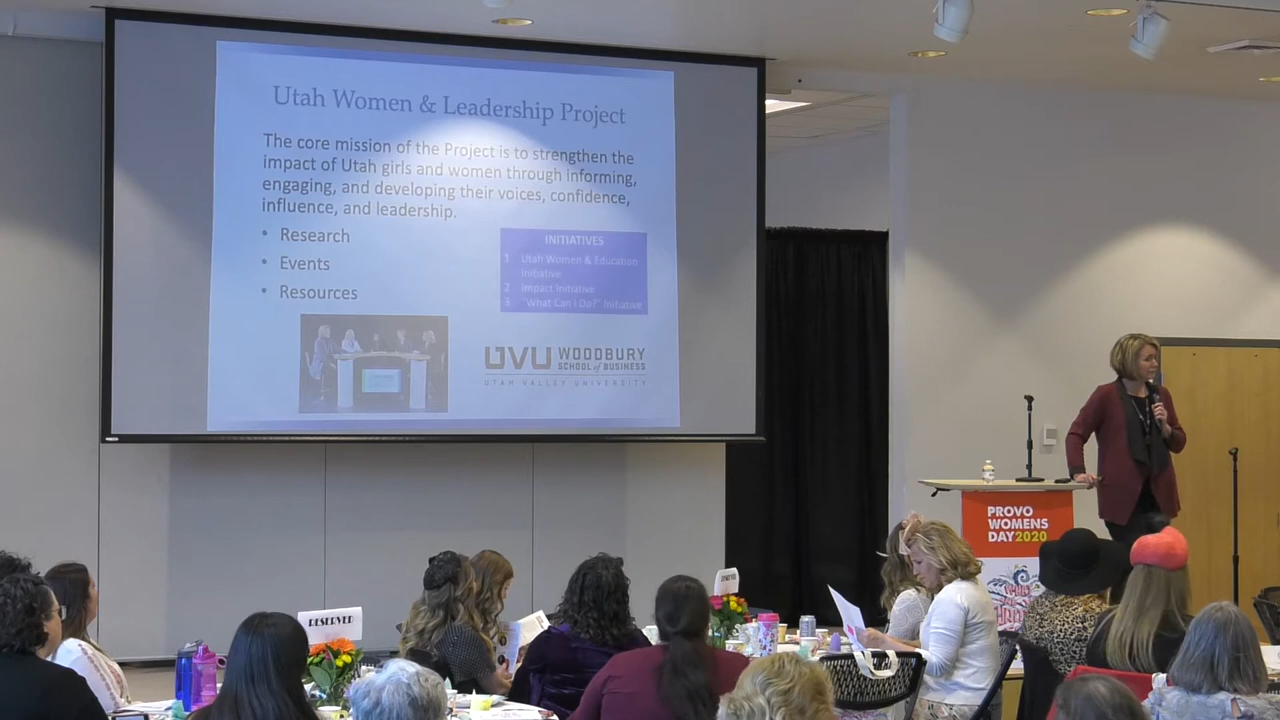 Utah Women & Leadership Project
The core mission of the Project is to strengthen the
impact of Utah girls and women through informing,
engaging, and developing their voices, confidence,
influence, and leadership.
• Research
• Events
• Resources
INITIATIVES
1 Utah Women & Education
Initiative
2 Impact Initiative
3 "What Can I Do?" Initiative
UVU WOODBURY
SCHOOL of BUSINESS
UTAH VALLEY UNIVERSITY
PROVO
WOMENS
DAY2020
RESERVED